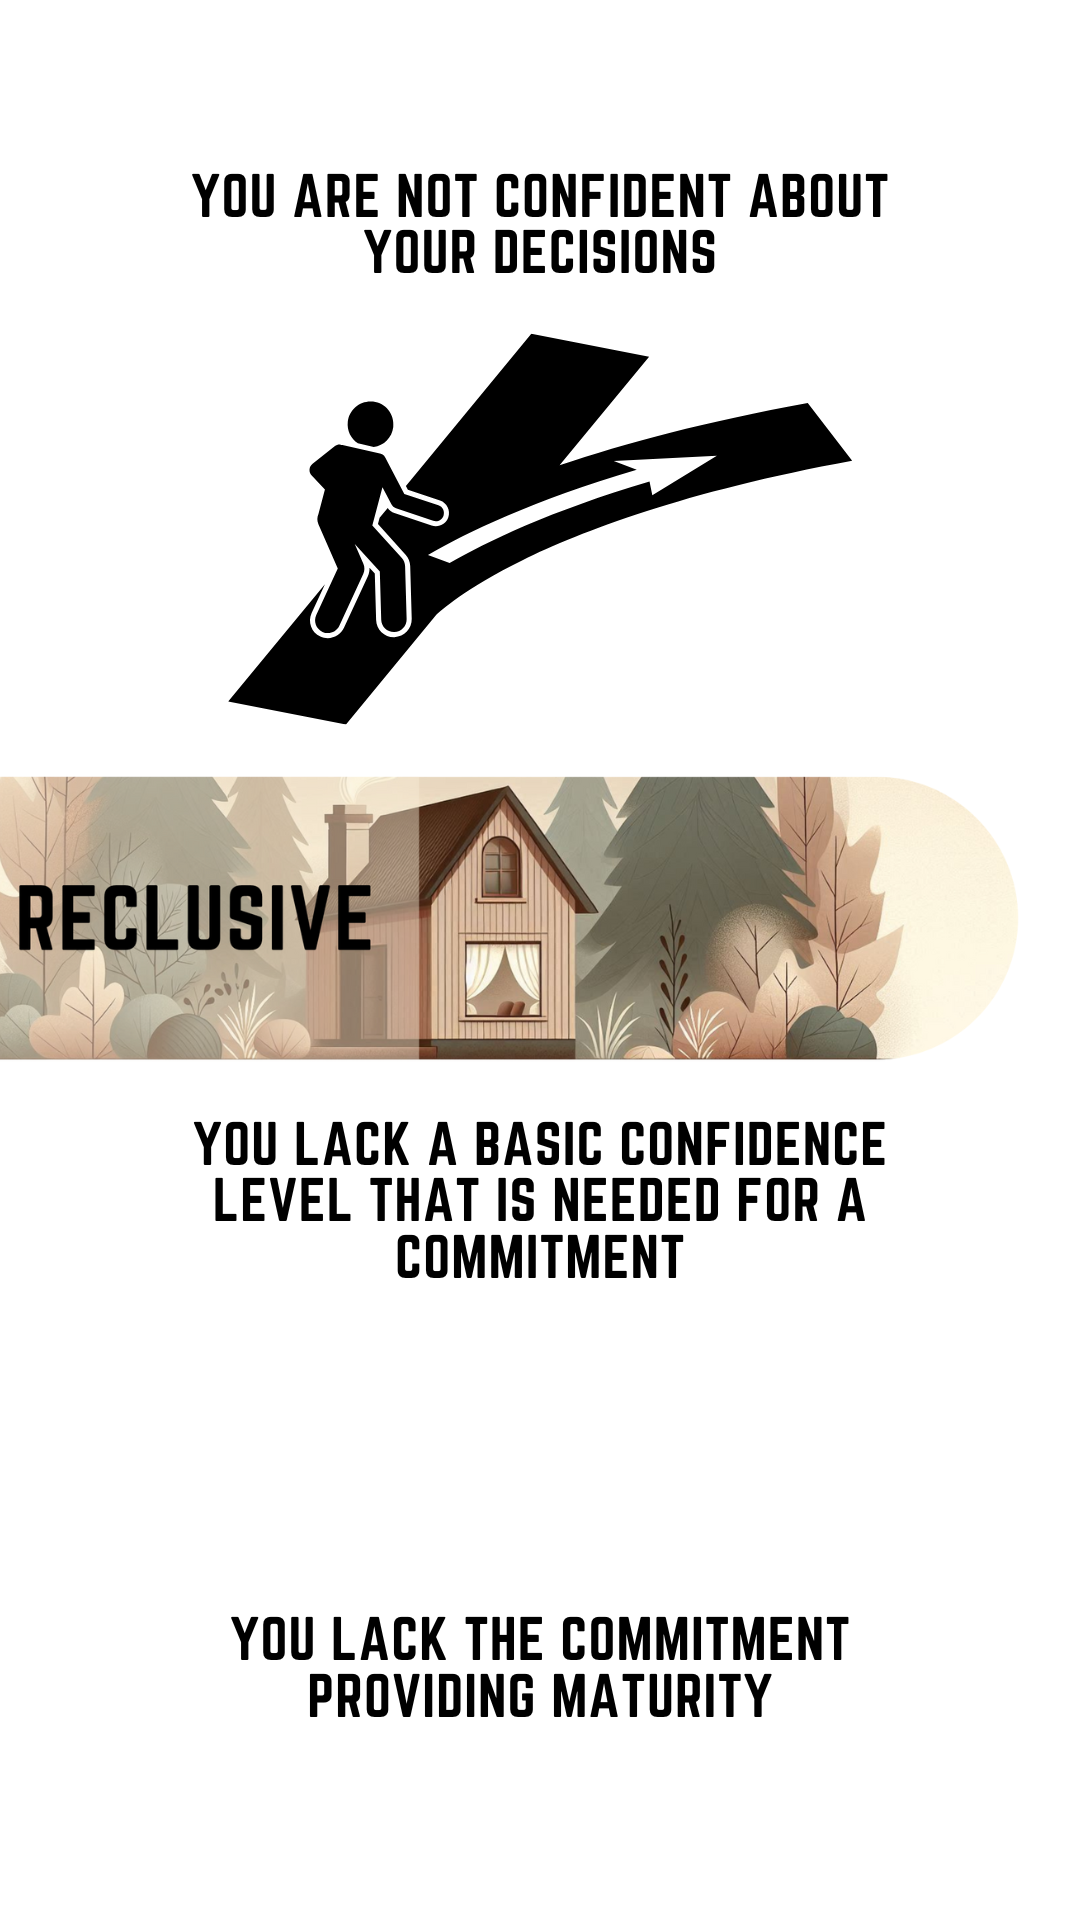 YOU ARE NOT CONFIDENT ABOUT
YOUR DECISIONS
RECLUSIVE
YOU LACK A BASIC CONFIDENCE
LEVEL THAT IS NEEDED FOR A
COMMITMENT
YOU LACK THE COMMITMENT
PROVIDING MATURITY